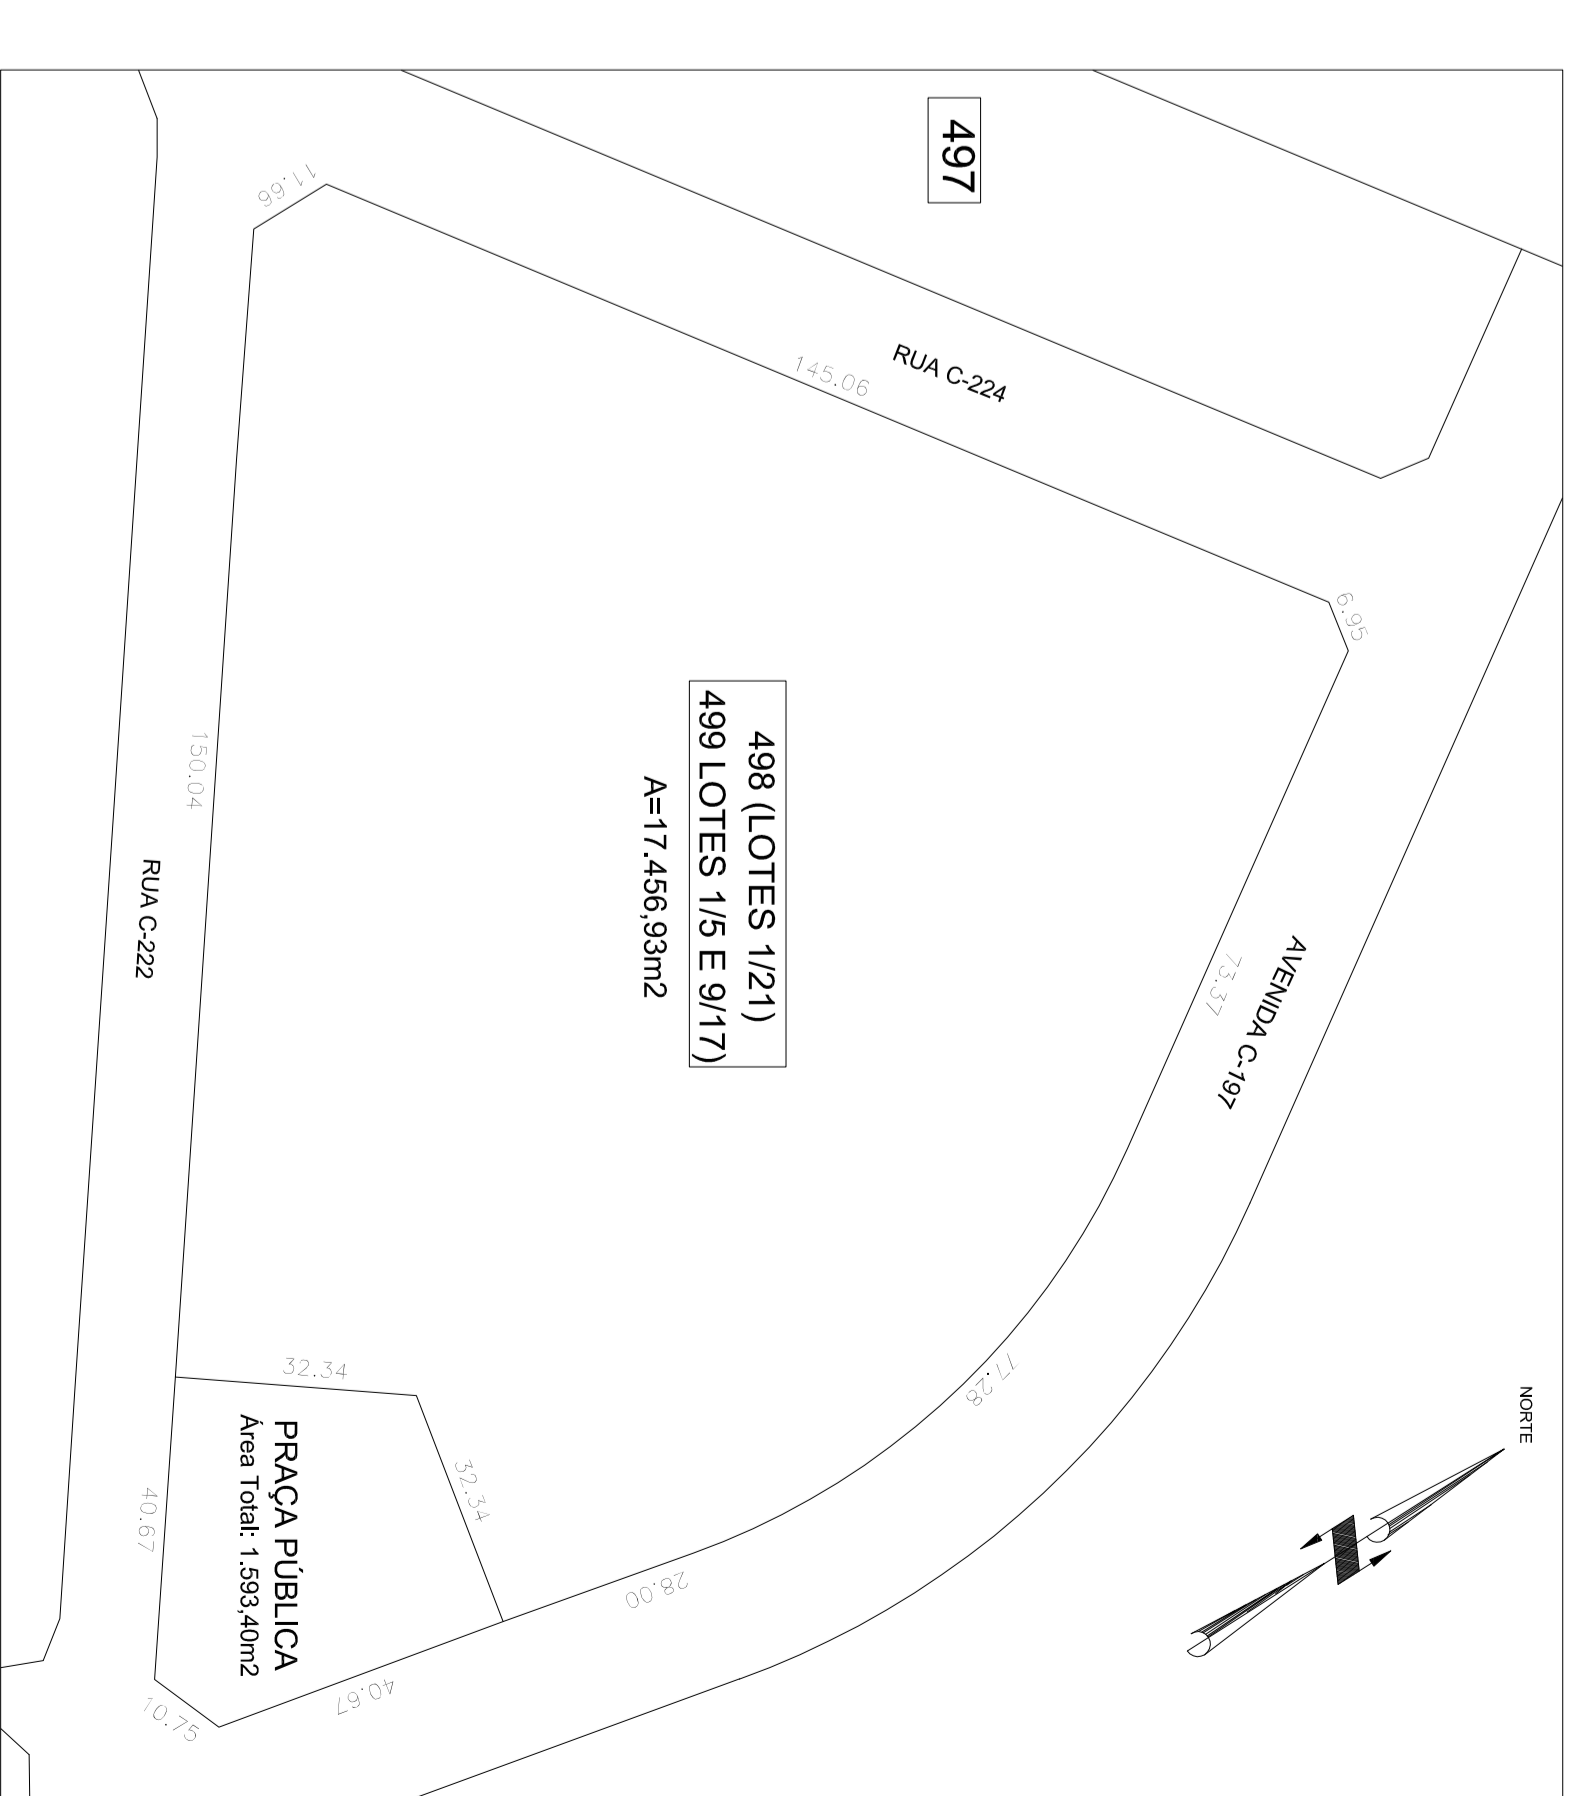 497
RUA C-224
145.06
11.66
6.95
498 (LOTES 1/21)
499 LOTES 1/5 E 9/17)
A=17.456,93m2
AVENIDA C-197
73.37
150.04
RUA C-222
77.28
NORTE
32.34
32.34
PRAÇA PÚBLICA
Área Total: 1.593,40m2
28.00
40.67
40.67
10.75